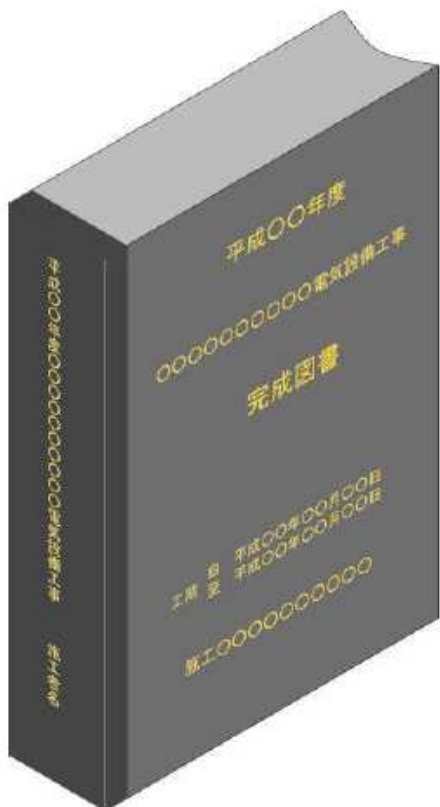 平成○○年度○○○○○○○○○○電気設備工事　施工者名
平成○○年度
○○○○○○○○○○電気設備工事
完成図書
工期 自 平成○○年○○月○○日
至 平成○○年○○月○○日
施工○○○○○○○○○○